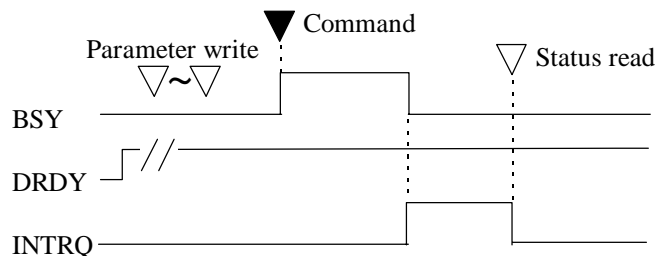 Command
Parameter write
~
Status read
BSY
DRDY
INTRQ